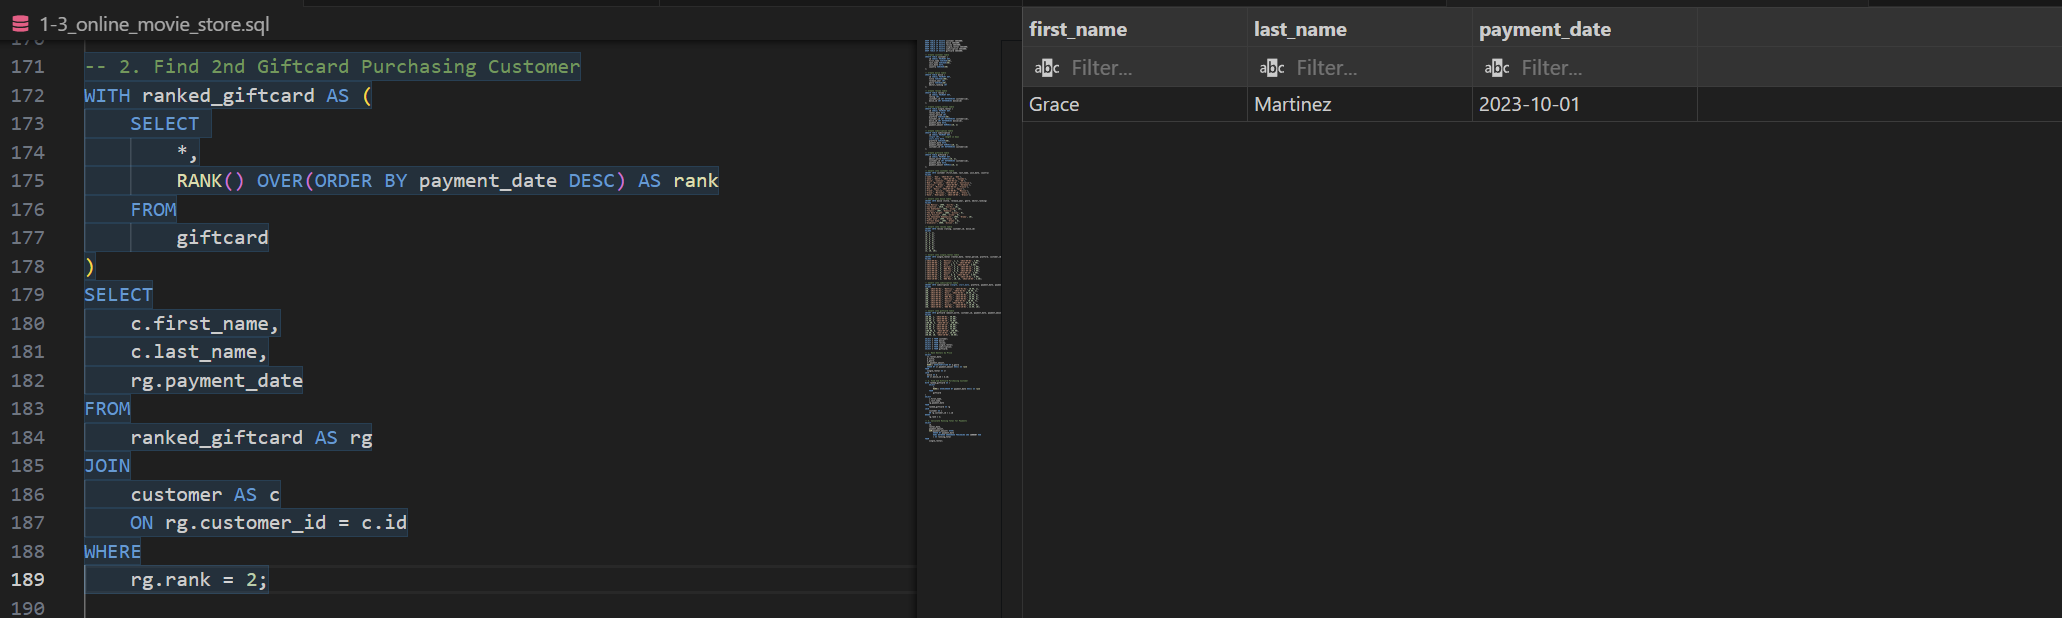 1-3_online_movie_store.sql
170
171 -- 2. Find 2nd Giftcard Purchasing Customer
172 WITH ranked_giftcard AS (
173 SELECT
174 *,
175 RANK() OVER(ORDER BY payment_date DESC) AS rank
176 FROM
177 giftcard
178 )
179 SELECT
180 c.first_name,
181 c.last_name,
182 rg.payment_date
183 FROM
184 ranked_giftcard AS rg
185 JOIN
186 customer AS c
187 ON rg.customer_id = c.id
188 WHERE
189 rg.rank = 2;
190
first_name last_name payment_date
abc Filter... abc Filter... abc Filter...
Grace Martinez 2023-10-01